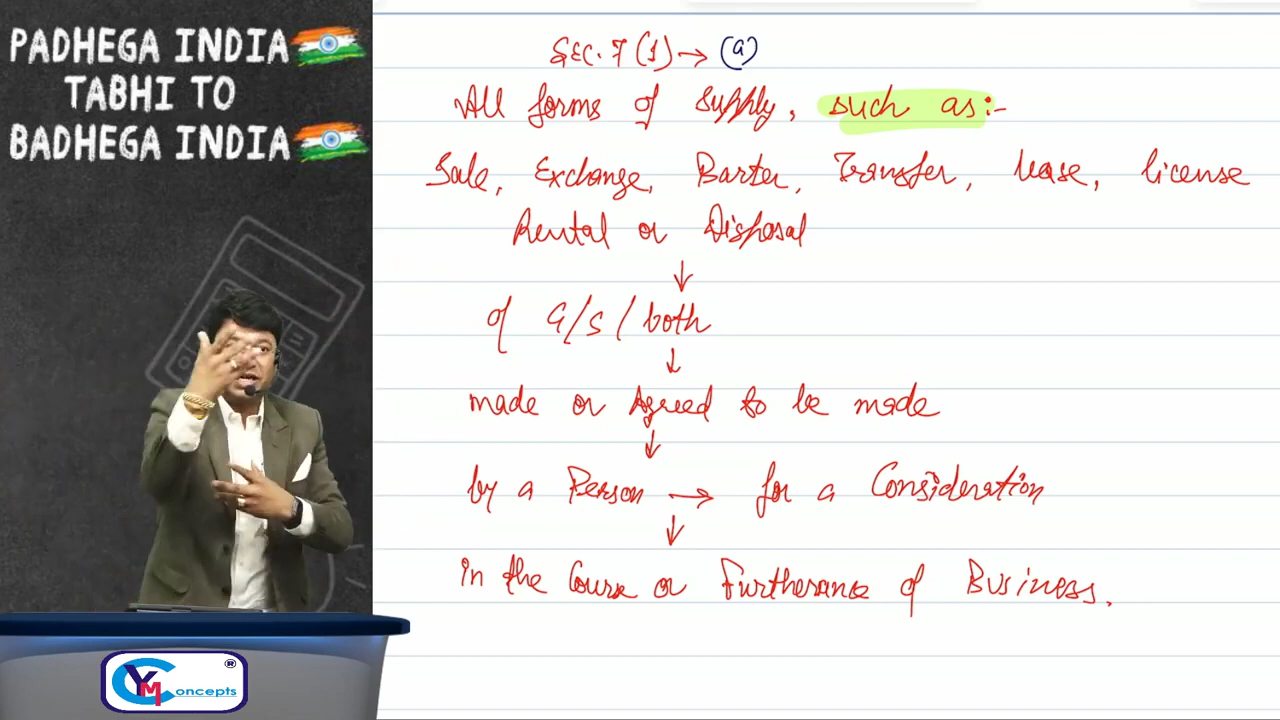 PADHEGA INDIA
TABHI TO
BADHEGA INDIA
Sec. 7 (1) → (a)
All forms of Supply, such as:-
Sale, Exchange, Barter, Transfer, lease, license
Rental or Disposal
↓
of G/S/both
↓
made or Agreed to be made
↓
by a Person → for a Consideration
↓
in the Course or Furtherance of Business.
CYM Concepts ®